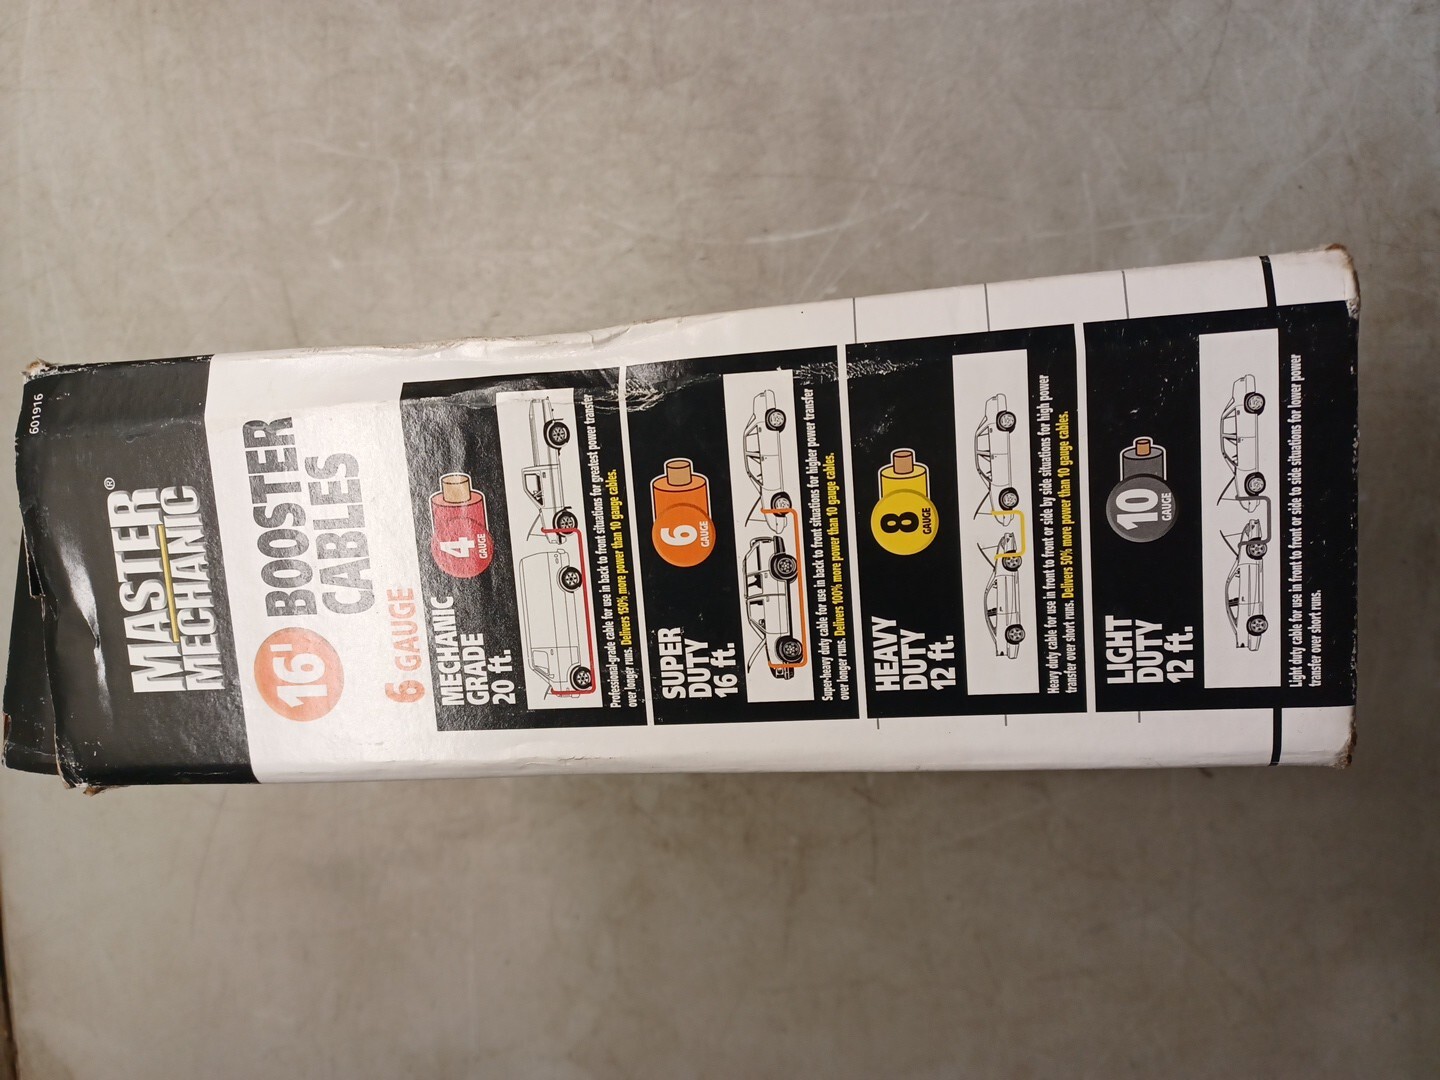 601916
MASTER®
MECHANIC
16' BOOSTER
CABLES
6 GAUGE
MECHANIC
GRADE
20 ft.
4
GAUGE
Professional-grade cable for use in back to front situations for greatest power transfer
over longer runs. Delivers 150% more power than 10 gauge cables.
SUPER
DUTY
16 ft.
6
GAUGE
Super-heavy duty cable for use in back to front situations for higher power transfer
over longer runs. Delivers 100% more power than 10 gauge cables.
HEAVY
DUTY
12 ft.
8
GAUGE
Heavy duty cable for use in front to front or side by side situations for high power
transfer over short runs. Delivers 50% more power than 10 gauge cables.
LIGHT
DUTY
12 ft.
10
GAUGE
Light duty cable for use in front to front or side to side situations for lower power
transfer over short runs.